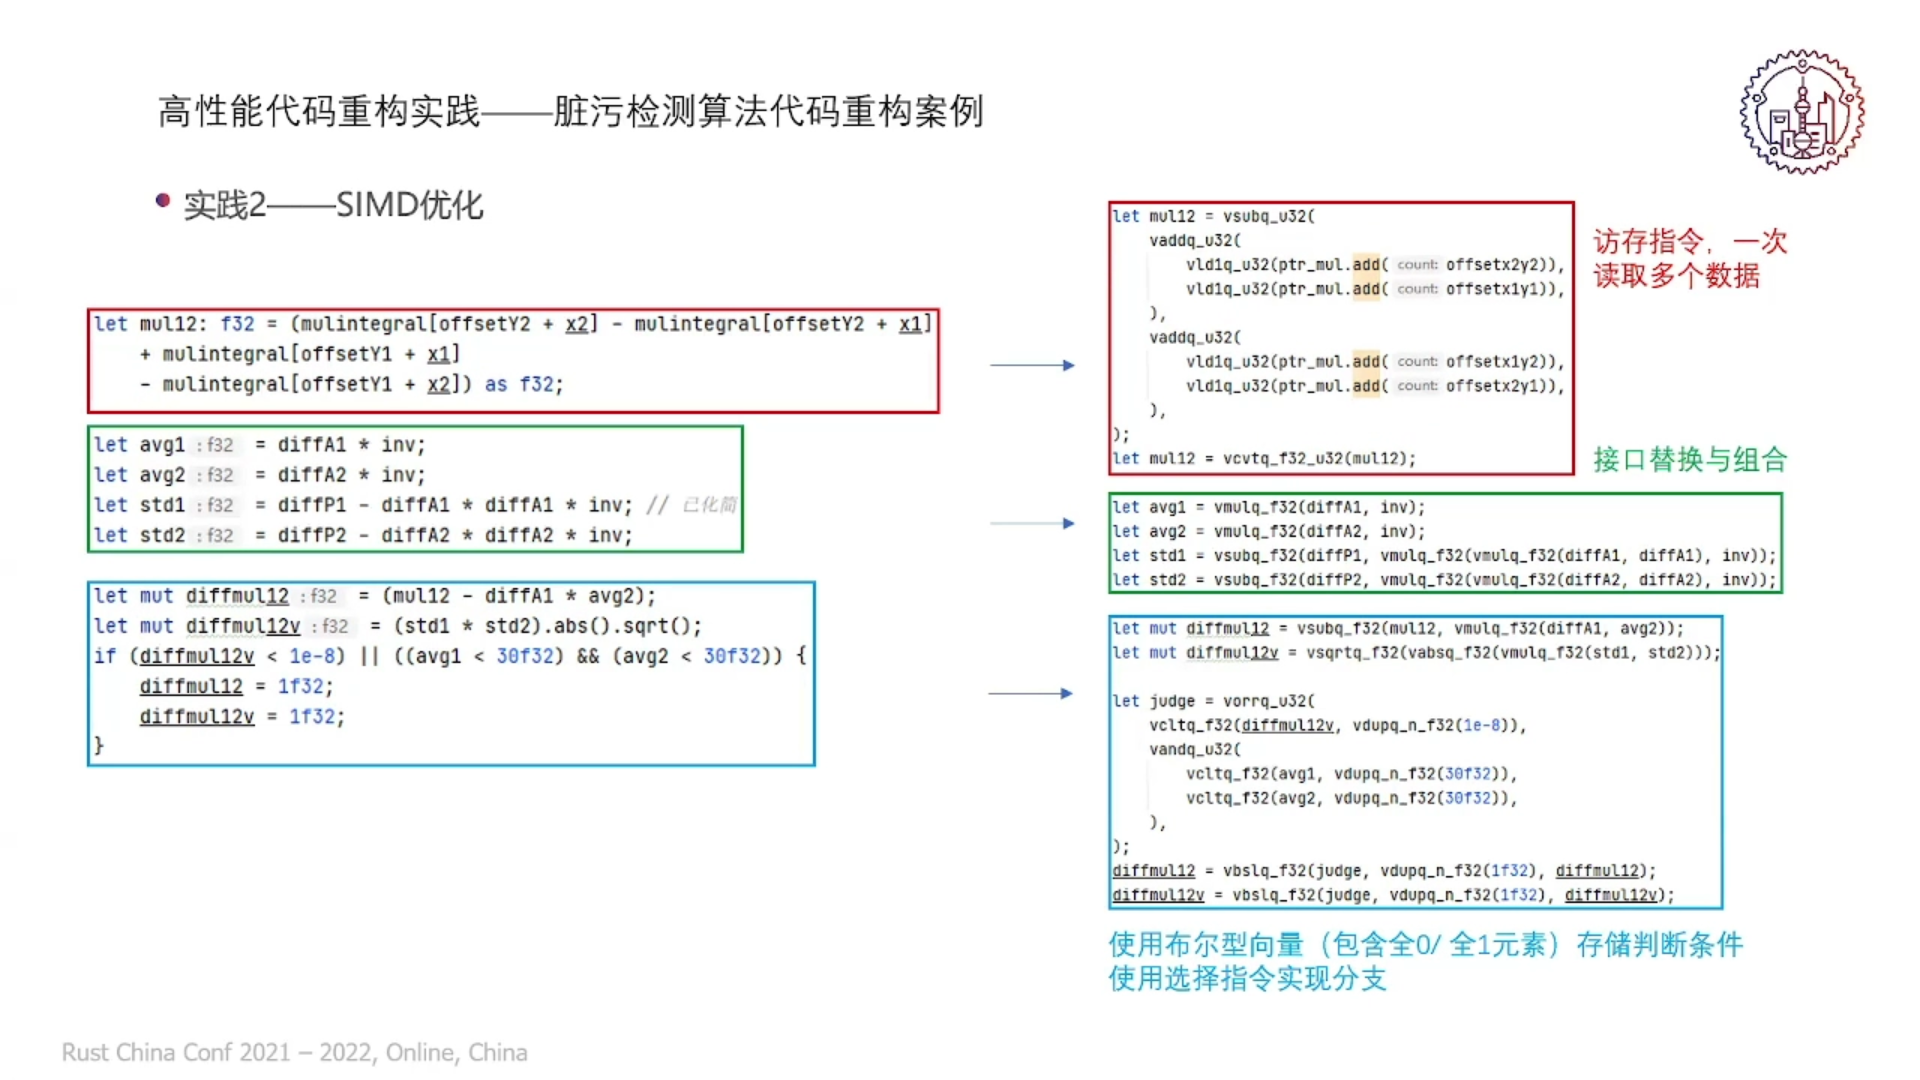 高性能代码重构实践——脏污检测算法代码重构案例
实践2——SIMD优化
let mul12: f32 = (mulintegral[offsetY2 + x2] - mulintegral[offsetY2 + x1]
+ mulintegral[offsetY1 + x1]
- mulintegral[offsetY1 + x2]) as f32;
let avg1 : f32 = diffA1 * inv;
let avg2 : f32 = diffA2 * inv;
let std1 : f32 = diffP1 - diffA1 * diffA1 * inv; // 已化简
let std2 : f32 = diffP2 - diffA2 * diffA2 * inv;
let mut diffmul12 : f32 = (mul12 - diffA1 * avg2);
let mut diffmul12v : f32 = (std1 * std2).abs().sqrt();
if (diffmul12v < 1e-8) || ((avg1 < 30f32) && (avg2 < 30f32)) {
diffmul12 = 1f32;
diffmul12v = 1f32;
}
let mul12 = vsubq_u32(
vaddq_u32(
vld1q_u32(ptr_mul.add( count: offsetx2y2)),
vld1q_u32(ptr_mul.add( count: offsetx1y1)),
),
vaddq_u32(
vld1q_u32(ptr_mul.add( count: offsetx1y2)),
vld1q_u32(ptr_mul.add( count: offsetx2y1)),
),
);
let mul12 = vcvtq_f32_u32(mul12);
访存指令，一次
读取多个数据
接口替换与组合
let avg1 = vmulq_f32(diffA1, inv);
let avg2 = vmulq_f32(diffA2, inv);
let std1 = vsubq_f32(diffP1, vmulq_f32(vmulq_f32(diffA1, diffA1), inv));
let std2 = vsubq_f32(diffP2, vmulq_f32(vmulq_f32(diffA2, diffA2), inv));
let mut diffmul12 = vsubq_f32(mul12, vmulq_f32(diffA1, avg2));
let mut diffmul12v = vsqrtq_f32(vabsq_f32(vmulq_f32(std1, std2)));
let judge = vorrq_u32(
vcltq_f32(diffmul12v, vdupq_n_f32(1e-8)),
vandq_u32(
vcltq_f32(avg1, vdupq_n_f32(30f32)),
vcltq_f32(avg2, vdupq_n_f32(30f32)),
),
);
diffmul12 = vbslq_f32(judge, vdupq_n_f32(1f32), diffmul12);
diffmul12v = vbslq_f32(judge, vdupq_n_f32(1f32), diffmul12v);
使用布尔型向量（包含全0/ 全1元素）存储判断条件
使用选择指令实现分支
Rust China Conf 2021 – 2022, Online, China